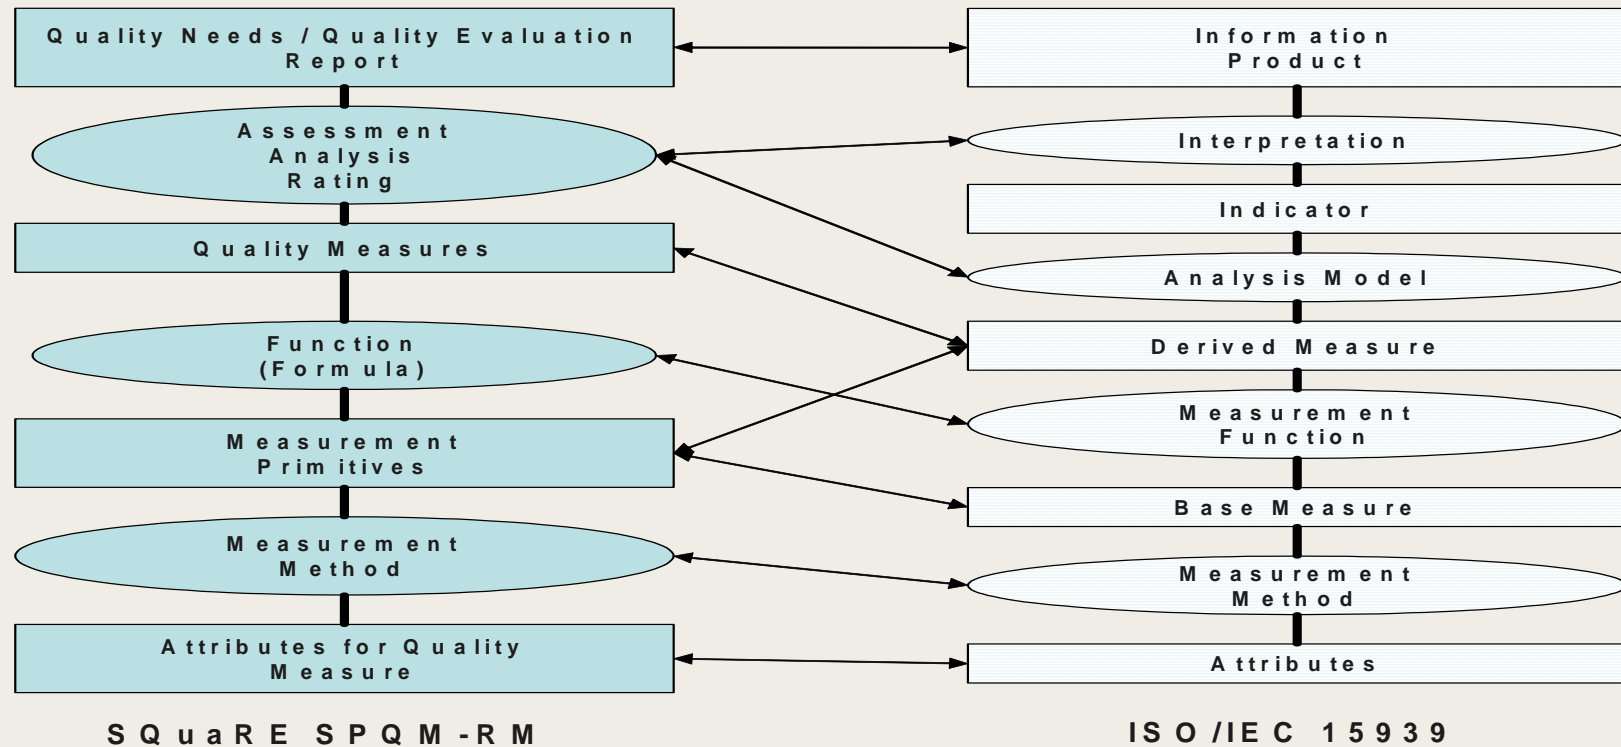 Quality Needs / Quality Evaluation
Report
Assessment
Analysis
Rating
Quality Measures
Function
(Formula)
Measurement
Primitives
Measurement
Method
Attributes for Quality
Measure
SQuaRE SPQM-RM
Information
Product
Interpretation
Indicator
Analysis Model
Derived Measure
Measurement
Function
Base Measure
Measurement
Method
Attributes
ISO/IEC 15939